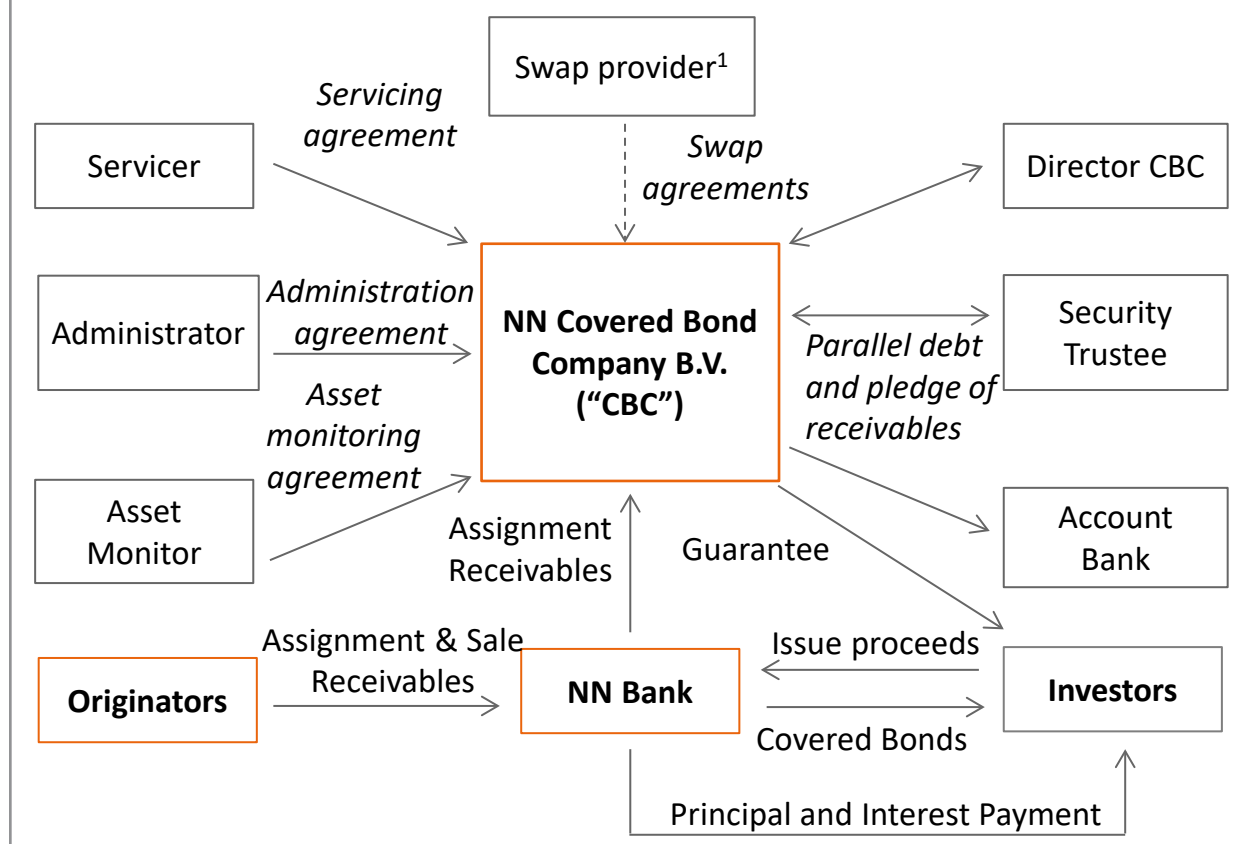 Swap provider¹
Servicing
agreement
Servicer
Swap
agreements
Director CBC
Administrator
Administration
agreement
NN Covered Bond
Company B.V.
(“CBC”)
Parallel debt
and pledge of
receivables
Security
Trustee
Asset
monitoring
agreement
Asset
Monitor
Assignment
Receivables
Guarantee
Account
Bank
Originators
Assignment & Sale
Receivables
NN Bank
Issue proceeds
Covered Bonds
Investors
Principal and Interest Payment